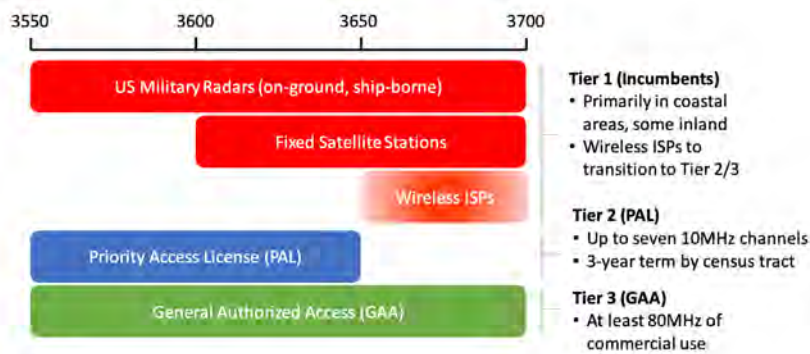 3550 3600 3650 3700
US Military Radars (on-ground, ship-borne)
Fixed Satellite Stations
Wireless ISPs
Priority Access License (PAL)
General Authorized Access (GAA)
Tier 1 (Incumbents)
• Primarily in coastal
areas, some inland
• Wireless ISPs to
transition to Tier 2/3
Tier 2 (PAL)
• Up to seven 10MHz channels
• 3-year term by census tract
Tier 3 (GAA)
• At least 80MHz of
commercial use